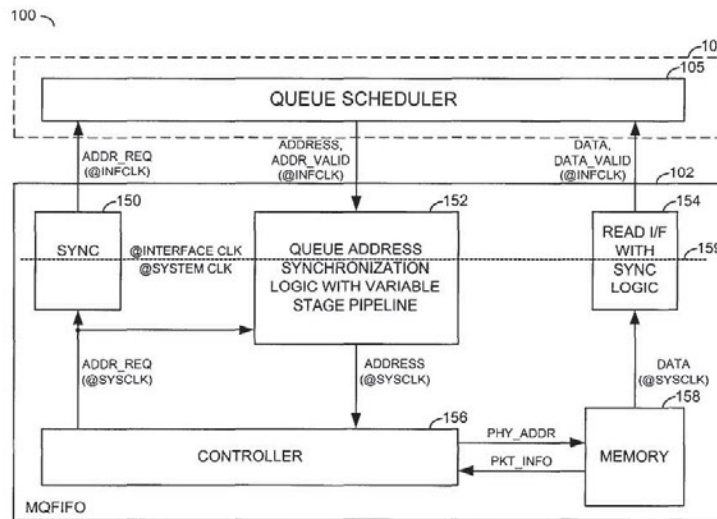 100
10
105
QUEUE SCHEDULER
ADDR_REQ
(@INFCLK)
ADDRESS,
ADDR_VALID
(@INFCLK)
DATA,
DATA_VALID
(@INFCLK)
102
150
152
154
SYNC
@INTERFACE CLK
@SYSTEM CLK
QUEUE ADDRESS
SYNCHRONIZATION
LOGIC WITH VARIABLE
STAGE PIPELINE
READ I/F
WITH
SYNC
LOGIC
159
ADDR_REQ
(@SYSCLK)
ADDRESS
(@SYSCLK)
DATA
(@SYSCLK)
156
158
CONTROLLER
PHY_ADDR
PKT_INFO
MEMORY
MQFIFO